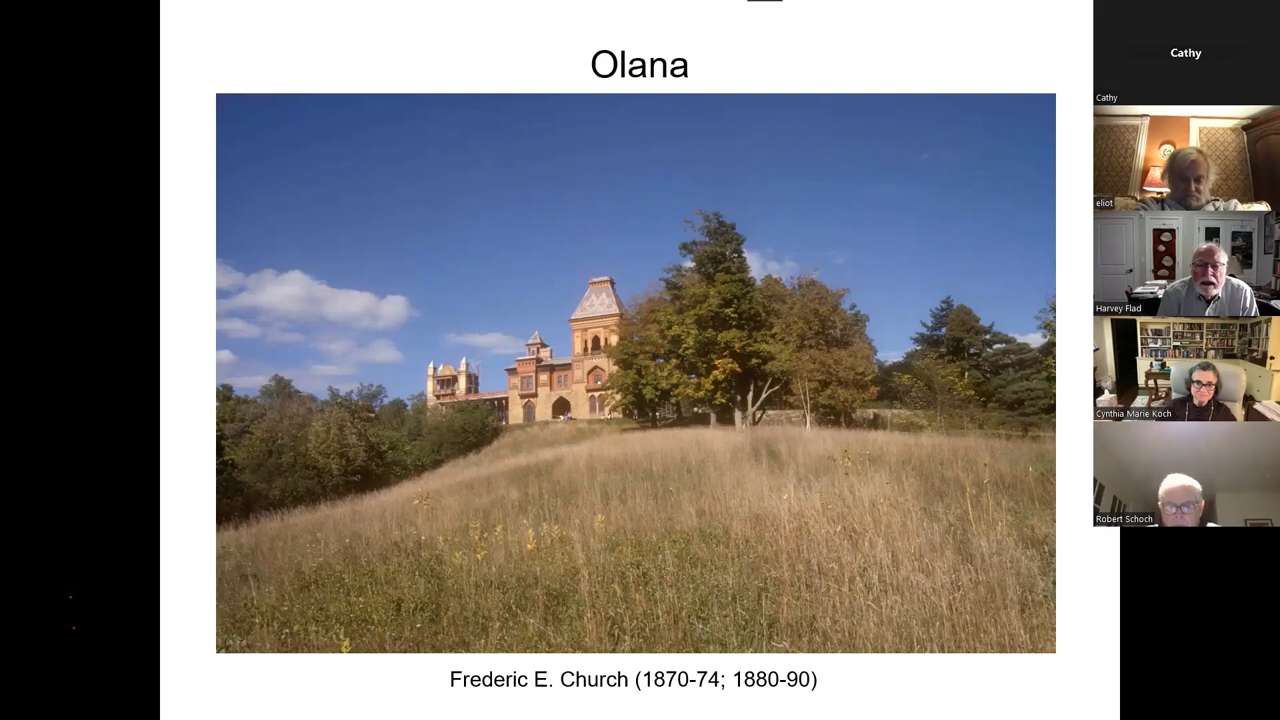 Olana
Frederic E. Church (1870-74; 1880-90)
Cathy
Cathy
eliot
Harvey Flad
Cynthia Marie Koch
Robert Schoch